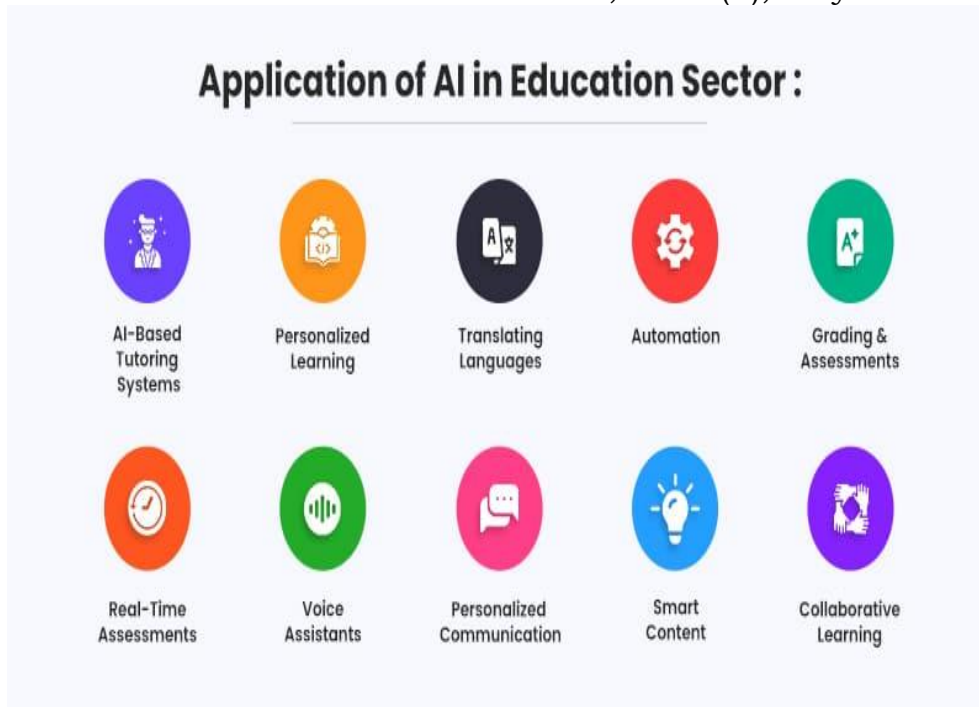 Application of AI in Education Sector :
AI-Based
Tutoring
Systems
Personalized
Learning
Translating
Languages
Automation
Grading &
Assessments
Real-Time
Assessments
Voice
Assistants
Personalized
Communication
Smart
Content
Collaborative
Learning